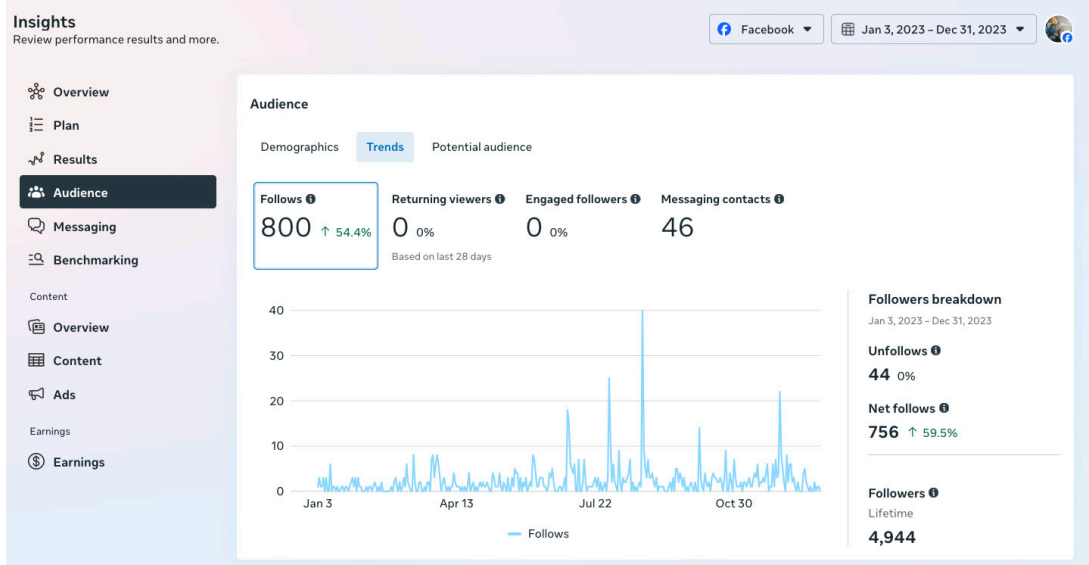 Insights
Review performance results and more.
Facebook
Jan 3, 2023 – Dec 31, 2023
Overview
Plan
Results
Audience
Messaging
Benchmarking
Content
Overview
Content
Ads
Earnings
Earnings
Audience
Demographics Trends Potential audience
Follows
800 ↑ 54.4%
Returning viewers
0 0%
Based on last 28 days
Engaged followers
0 0%
Messaging contacts
46
40
30
20
10
0
Jan 3 Apr 13 Jul 22 Oct 30
Follows
Followers breakdown
Jan 3, 2023 – Dec 31, 2023
Unfollows
44 0%
Net follows
756 ↑ 59.5%
Followers
Lifetime
4,944